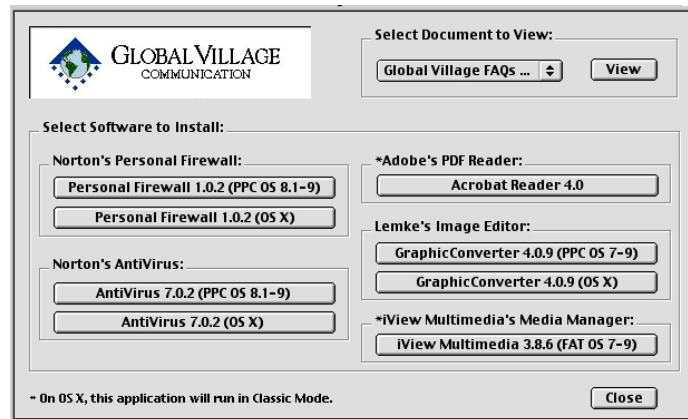 GLOBAL VILLAGE
COMMUNICATION
Select Document to View:
Global Village FAQs ...
View
Select Software to Install:
Norton's Personal Firewall:
Personal Firewall 1.0.2 (PPC OS 8.1-9)
Personal Firewall 1.0.2 (OS X)
Norton's AntiVirus:
AntiVirus 7.0.2 (PPC OS 8.1-9)
AntiVirus 7.0.2 (OS X)
*Adobe's PDF Reader:
Acrobat Reader 4.0
Lemke's Image Editor:
GraphicConverter 4.0.9 (PPC OS 7-9)
GraphicConverter 4.0.9 (OS X)
*iView Multimedia's Media Manager:
iView Multimedia 3.8.6 (FAT OS 7-9)
* On OS X, this application will run in Classic Mode.
Close